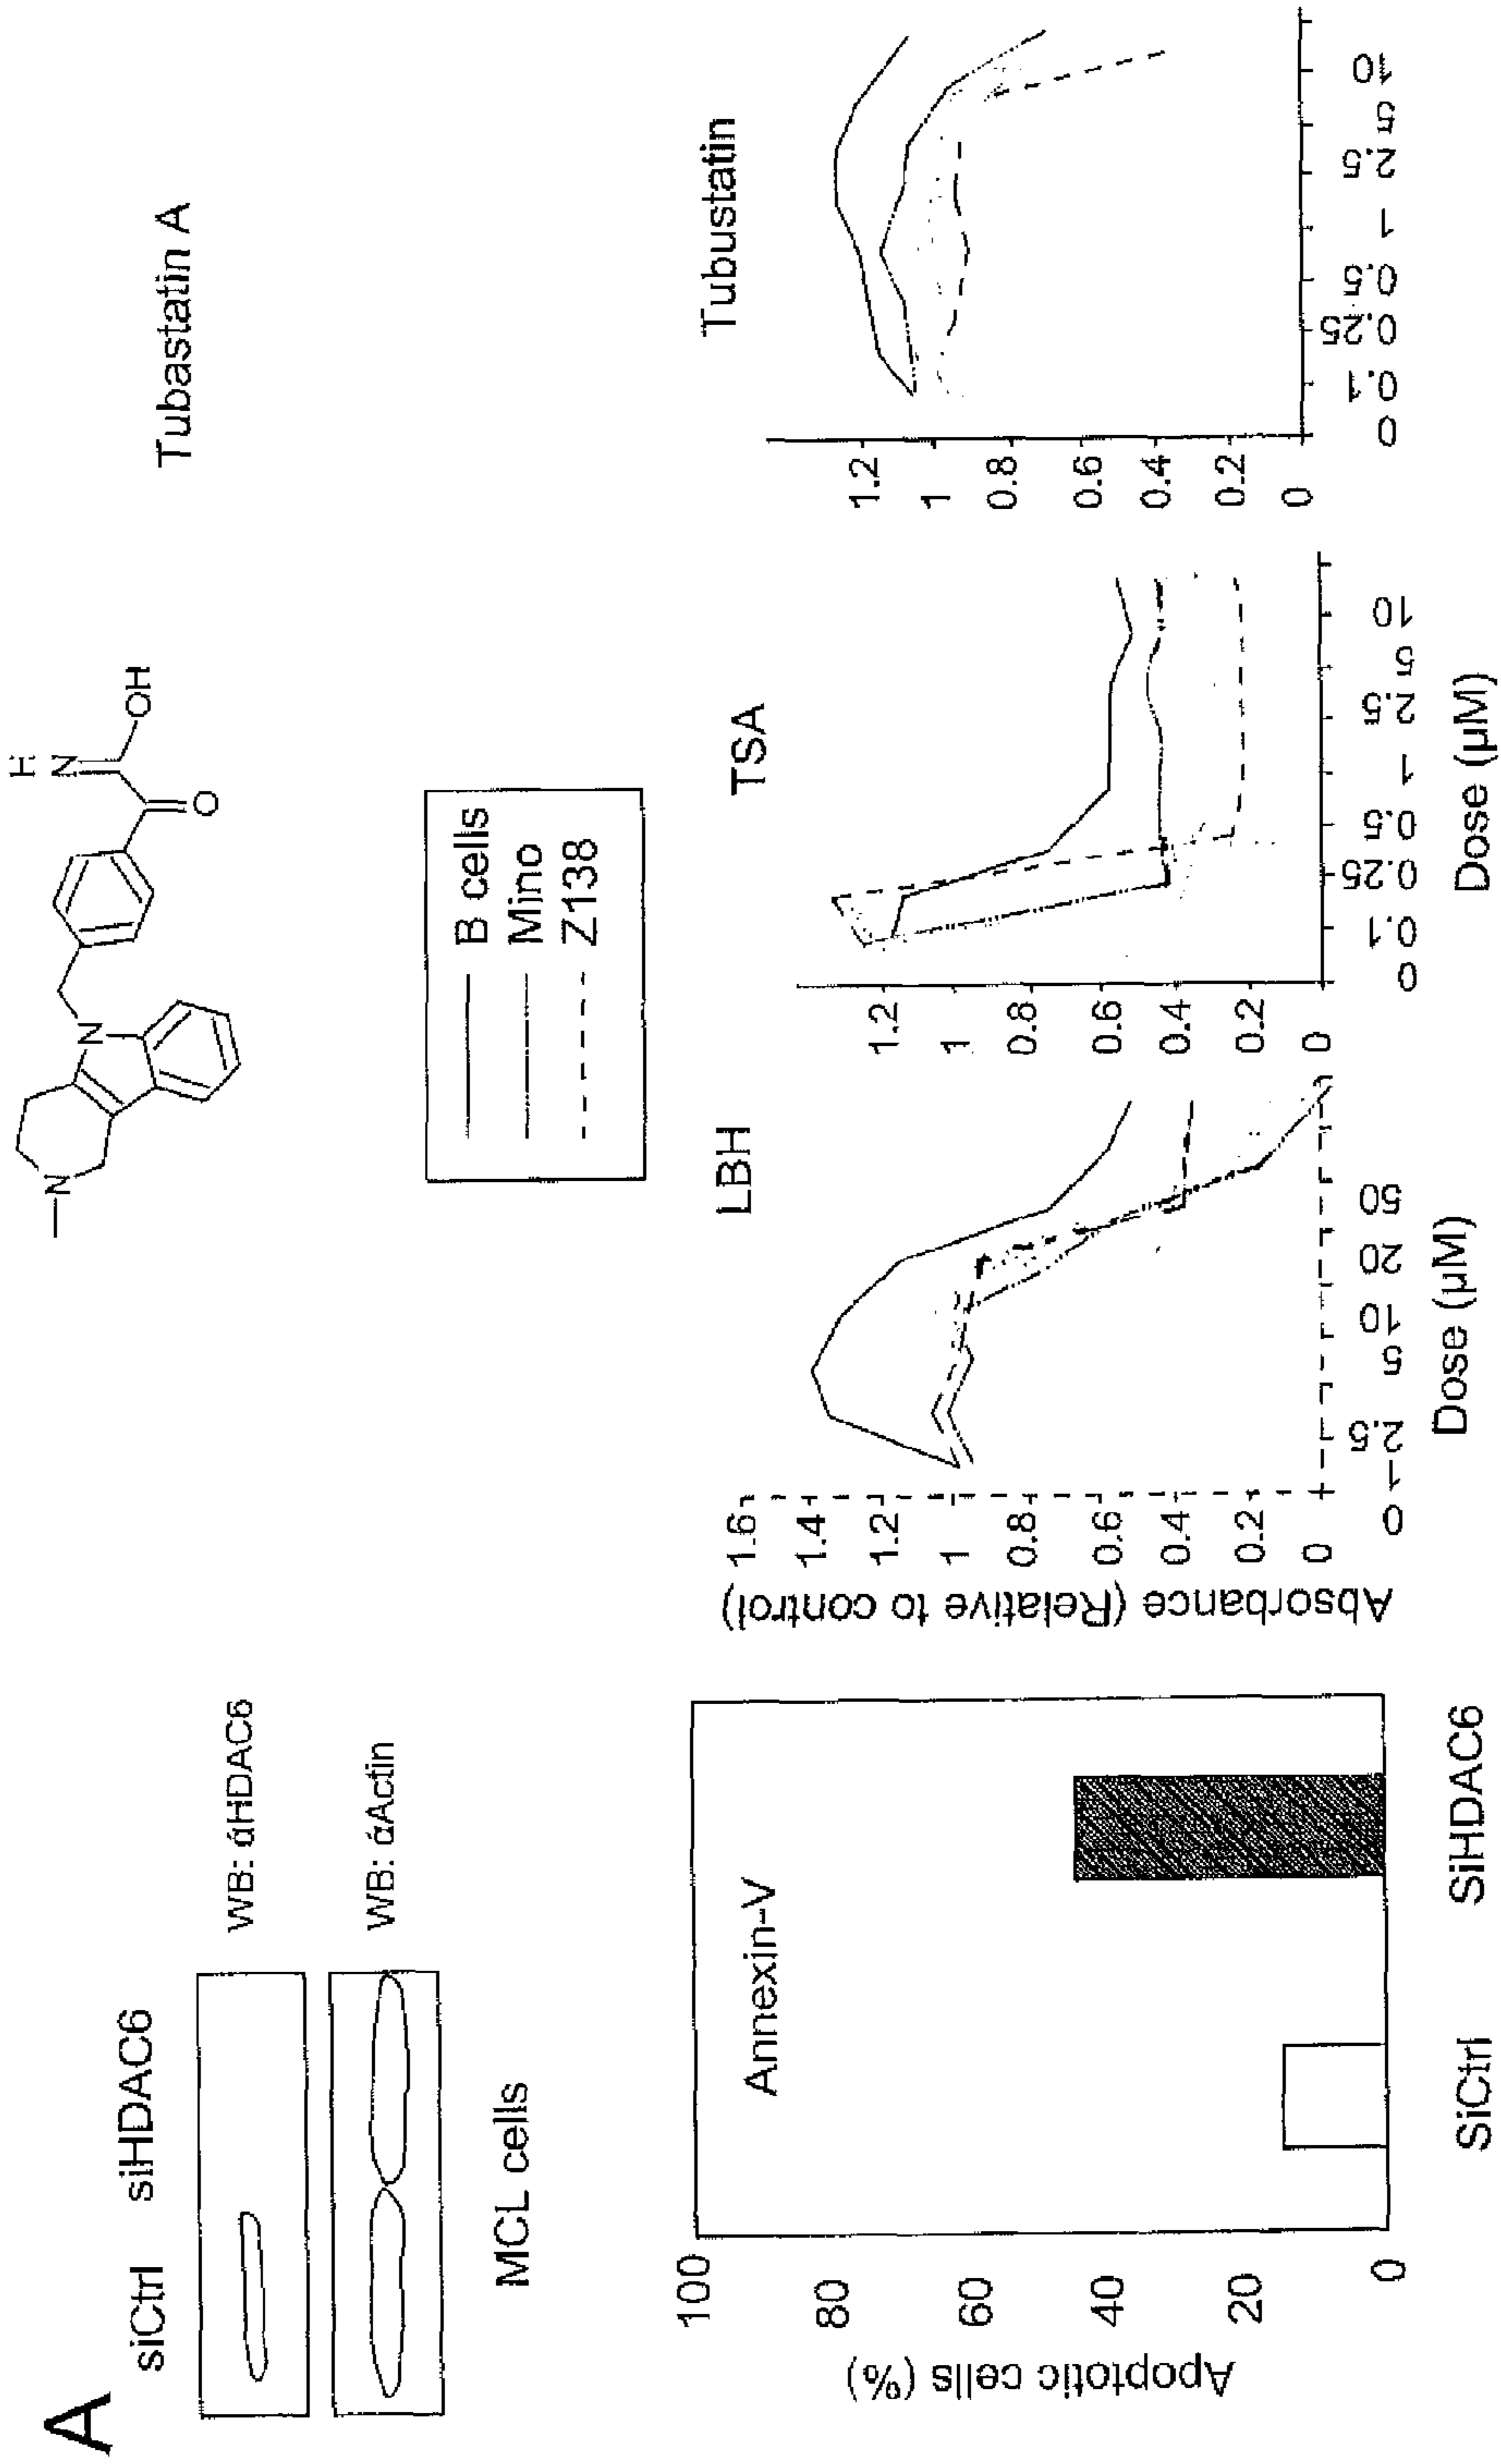 A
siCtrl siHDAC6
WB: άHDAC6
WB: άActin
MCL cells
Apoptotic cells (%)
100
80
60
40
20
0
Annexin-V
SiCtrl SiHDAC6
H
N
OH
O
N
N
Tubastatin A
B cells
Mino
Z138
Absorbance (Relative to control)
LBH
1.6
1.4
1.2
1
0.8
0.6
0.4
0.2
0
0 1 2.5 5 10 20 50
Dose (µM)
TSA
1.2
1
0.8
0.6
0.4
0.2
0
0 0.1 0.25 0.5 1 2.5 5 10
Dose (µM)
Tubustatin
1.2
1
0.8
0.6
0.4
0.2
0
0 0.1 0.25 0.5 1 2.5 5 10